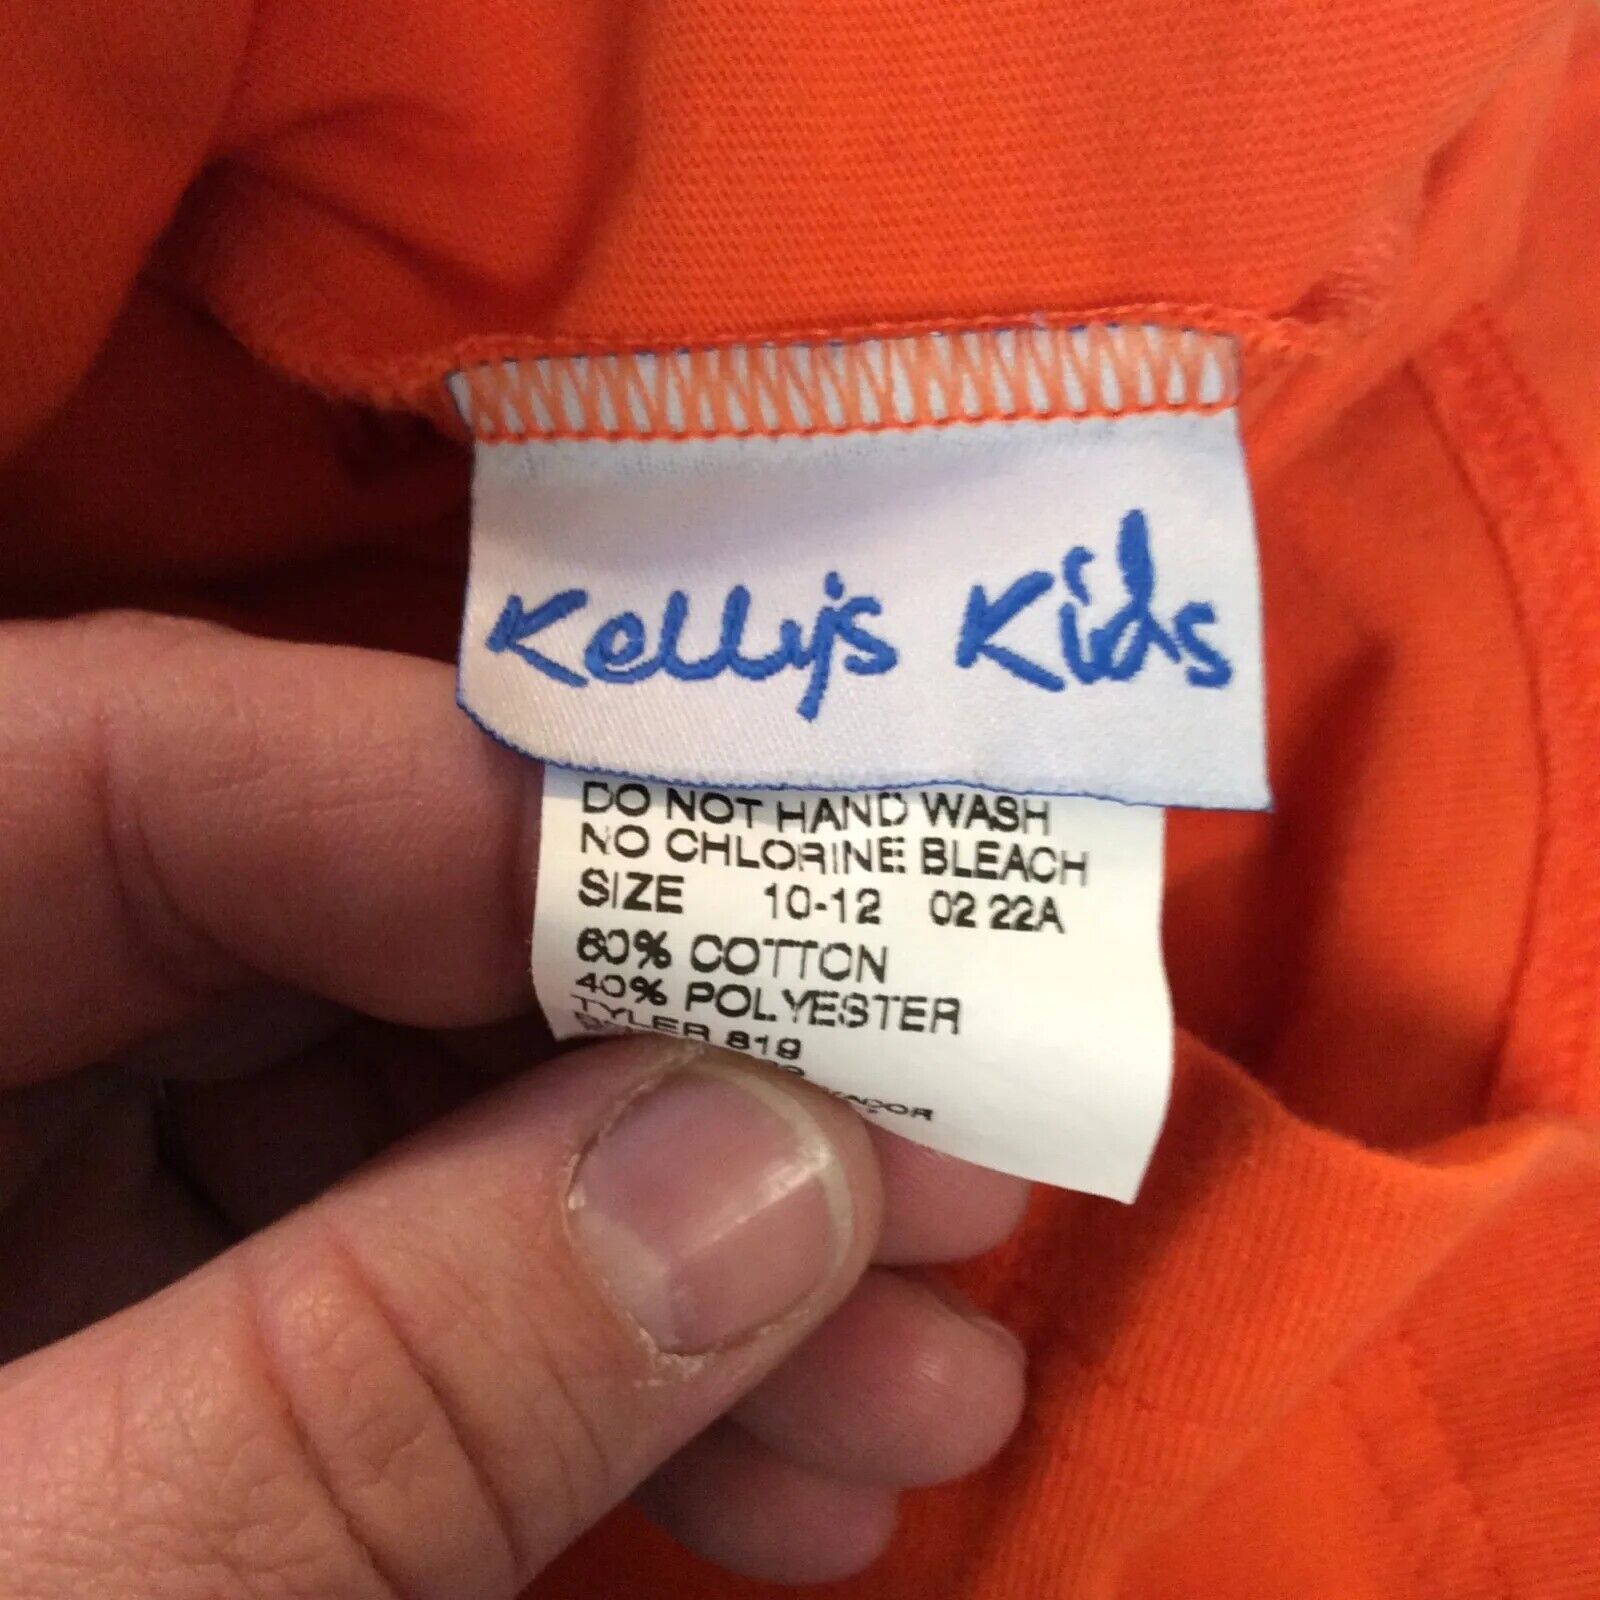 Kelly's Kids
DO NOT HAND WASH
NO CHLORINE BLEACH
SIZE 10-12 02 22A
60% COTTON
40% POLYESTER
TYLER 819